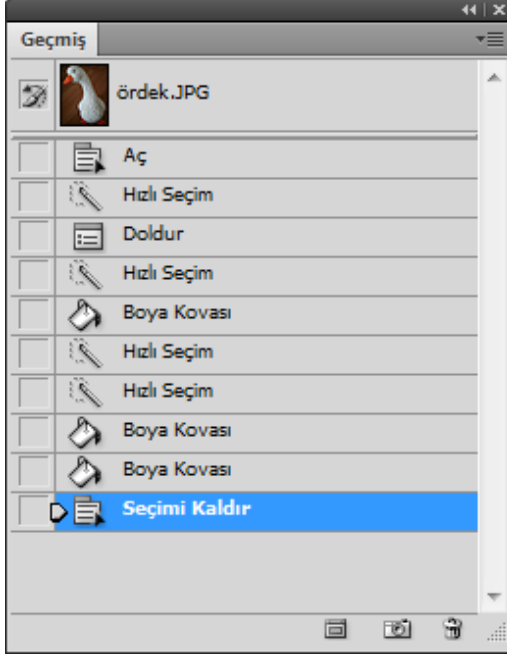 Geçmiş
ördek.JPG
Aç
Hızlı Seçim
Doldur
Hızlı Seçim
Boya Kovası
Hızlı Seçim
Hızlı Seçim
Boya Kovası
Boya Kovası
Seçimi Kaldır